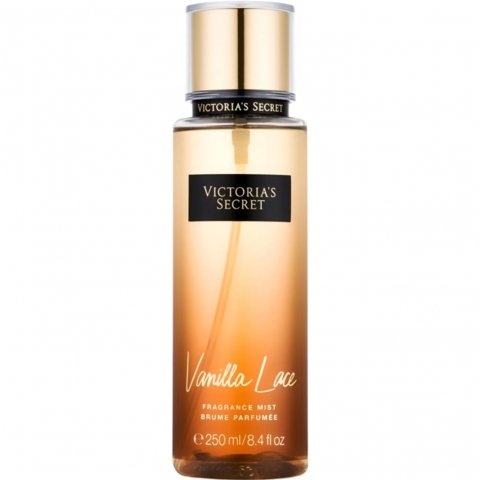 VICTORIA'S SECRET
VICTORIA'S
SECRET
Vanilla Lace
FRAGRANCE MIST
BRUME PARFUMÉE
℮ 250 ml/8.4 fl oz